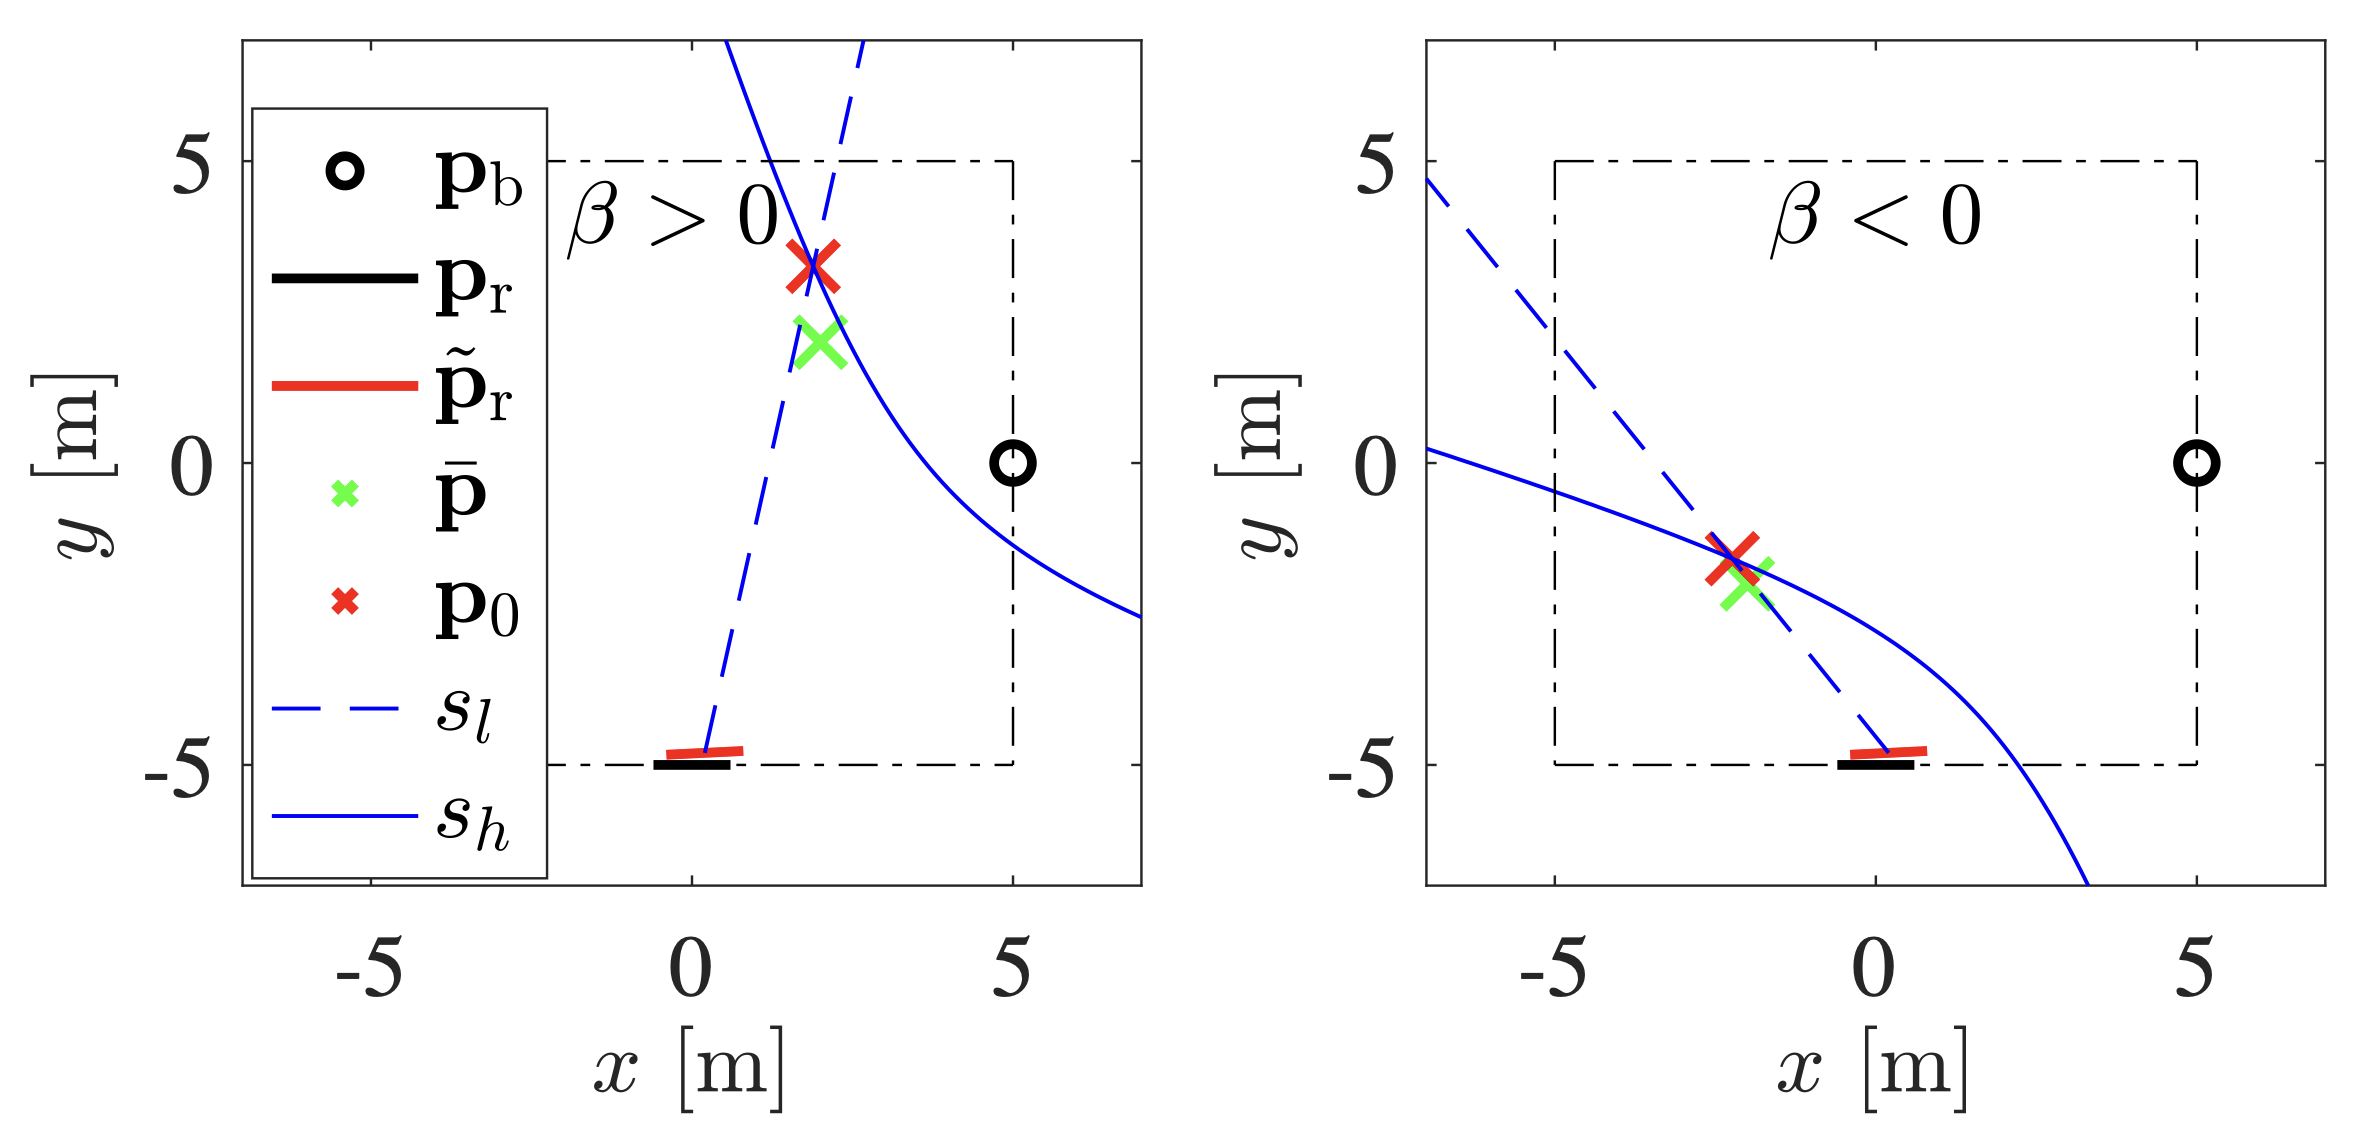 5
0
-5
y [m]
-5 0 5
x [m]
𝐩_b
𝐩_r
𝐩̃_r
𝐩̄
𝐩_0
s_l
s_h
β > 0
5
0
-5
y [m]
-5 0 5
x [m]
β < 0